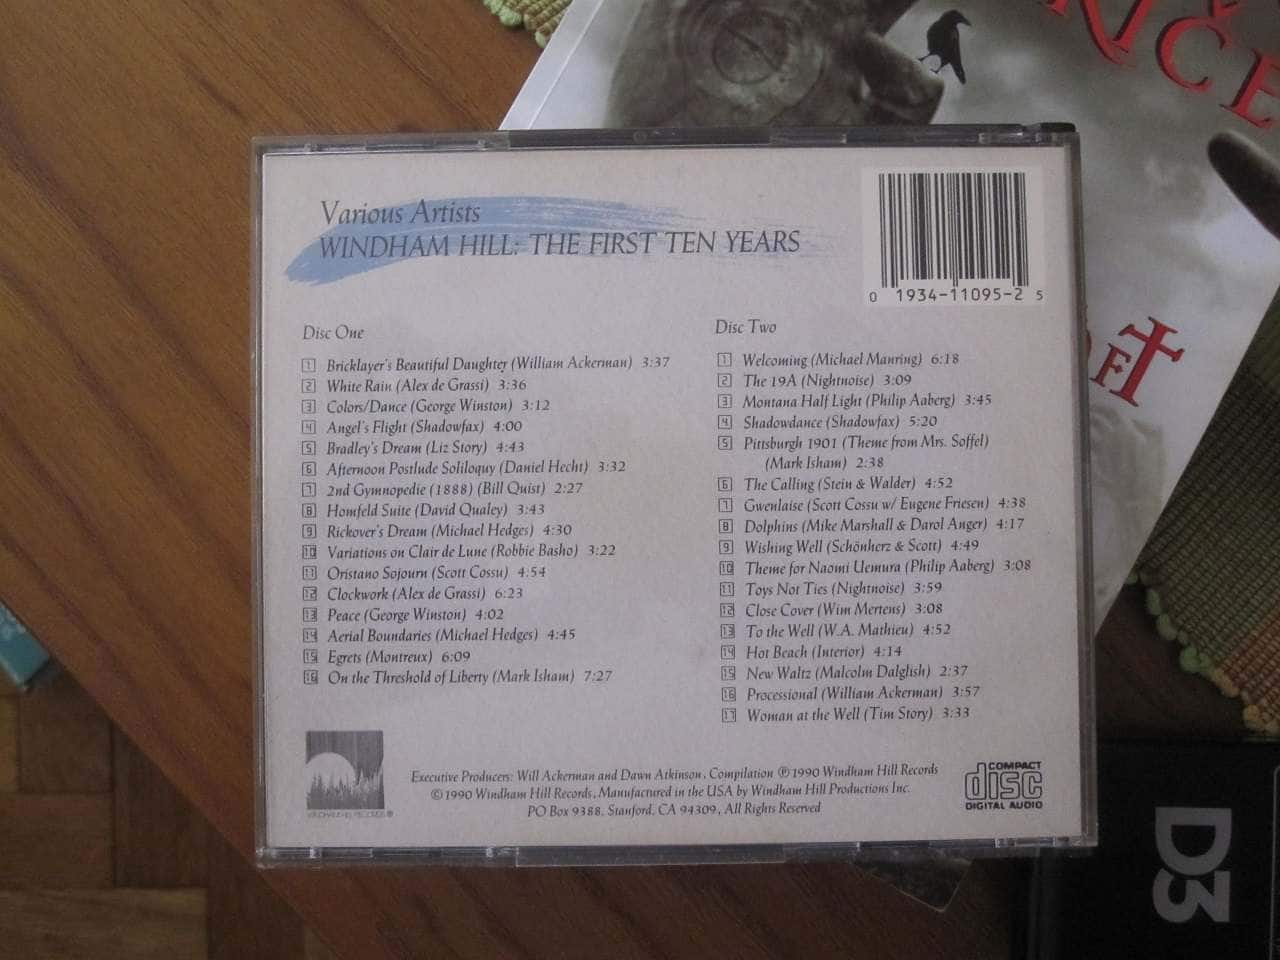 RIČE
OFT
Various Artists
WINDHAM HILL: THE FIRST TEN YEARS
0 1934-11095-2 5
Disc One
1 Bricklayer's Beautiful Daughter (William Ackerman) 3:37
2 White Rain (Alex de Grassi) 3:36
3 Colors/Dance (George Winston) 3:12
4 Angel's Flight (Shadowfax) 4:00
5 Bradley's Dream (Liz Story) 4:43
6 Afternoon Postlude Soliloquy (Daniel Hecht) 3:32
7 2nd Gymnopedie (1888) (Bill Quist) 2:27
8 Homfeld Suite (David Qualey) 3:43
9 Rickover's Dream (Michael Hedges) 4:30
10 Variations on Clair de Lune (Robbie Basho) 3:22
11 Oristano Sojourn (Scott Cossu) 4:54
12 Clockwork (Alex de Grassi) 6:23
13 Peace (George Winston) 4:02
14 Aerial Boundaries (Michael Hedges) 4:45
15 Egrets (Montreux) 6:09
16 On the Threshold of Liberty (Mark Isham) 7:27
Disc Two
1 Welcoming (Michael Manring) 6:18
2 The 19A (Nightnoise) 3:09
3 Montana Half Light (Philip Aaberg) 3:45
4 Shadowdance (Shadowfax) 5:20
5 Pittsburgh 1901 (Theme from Mrs. Soffel)
(Mark Isham) 2:38
6 The Calling (Stein & Walder) 4:52
7 Gwenlaise (Scott Cossu w/ Eugene Friesen) 4:38
8 Dolphins (Mike Marshall & Darol Anger) 4:17
9 Wishing Well (Schönherz & Scott) 4:49
10 Theme for Naomi Uemura (Philip Aaberg) 3:08
11 Toys Not Ties (Nightnoise) 3:59
12 Close Cover (Wim Mertens) 3:08
13 To the Well (W.A. Mathieu) 4:52
14 Hot Beach (Interior) 4:14
15 New Waltz (Malcolm Dalglish) 2:37
16 Processional (William Ackerman) 3:57
17 Woman at the Well (Tim Story) 3:33
WINDHAM HILL RECORDS ®
Executive Producers: Will Ackerman and Dawn Atkinson, Compilation ℗ 1990 Windham Hill Records
© 1990 Windham Hill Records, Manufactured in the USA by Windham Hill Productions Inc.
PO Box 9388, Stanford, CA 94309, All Rights Reserved
COMPACT
disc
DIGITAL AUDIO
D3